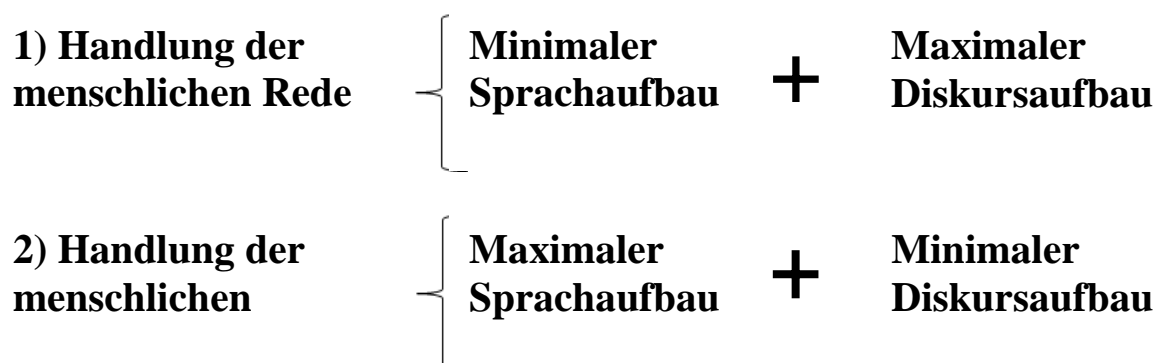 1) Handlung der menschlichen Rede
Minimaler Sprachaufbau
+
Maximaler Diskursaufbau
2) Handlung der menschlichen
Maximaler Sprachaufbau
+
Minimaler Diskursaufbau